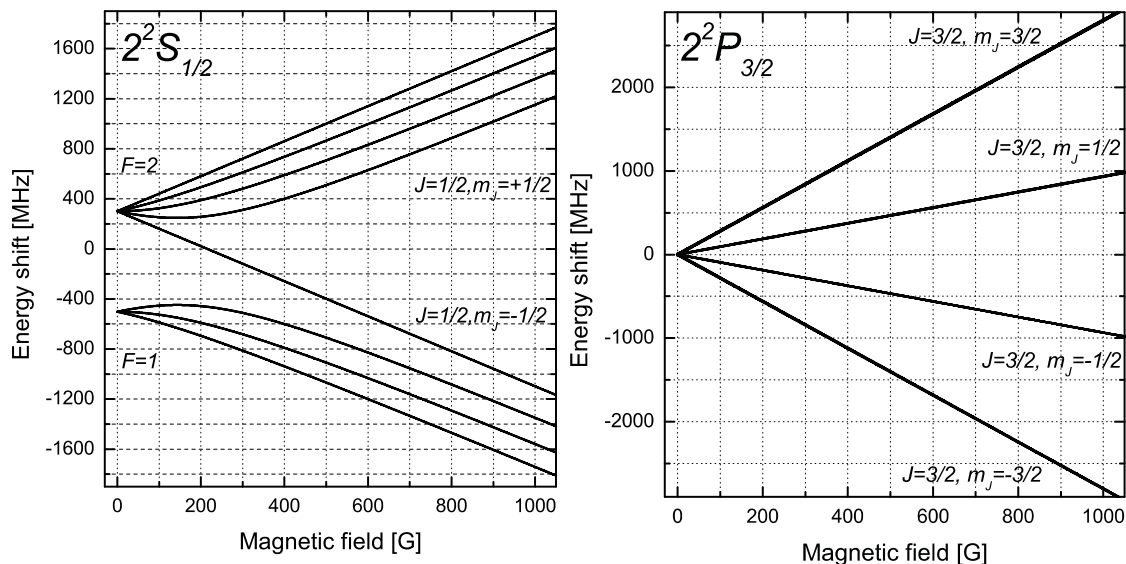 2²S₁/₂
1600
1200
800
400
0
-400
-800
-1200
-1600
F=2
J=1/2,mJ=+1/2
J=1/2,mJ=-1/2
F=1
Energy shift [MHz]
0 200 400 600 800 1000
Magnetic field [G]
2²P₃/₂
J=3/2, mJ=3/2
2000
1000
0
-1000
-2000
J=3/2, mJ=1/2
J=3/2, mJ=-1/2
J=3/2, mJ=-3/2
Energy shift [MHz]
0 200 400 600 800 1000
Magnetic field [G]